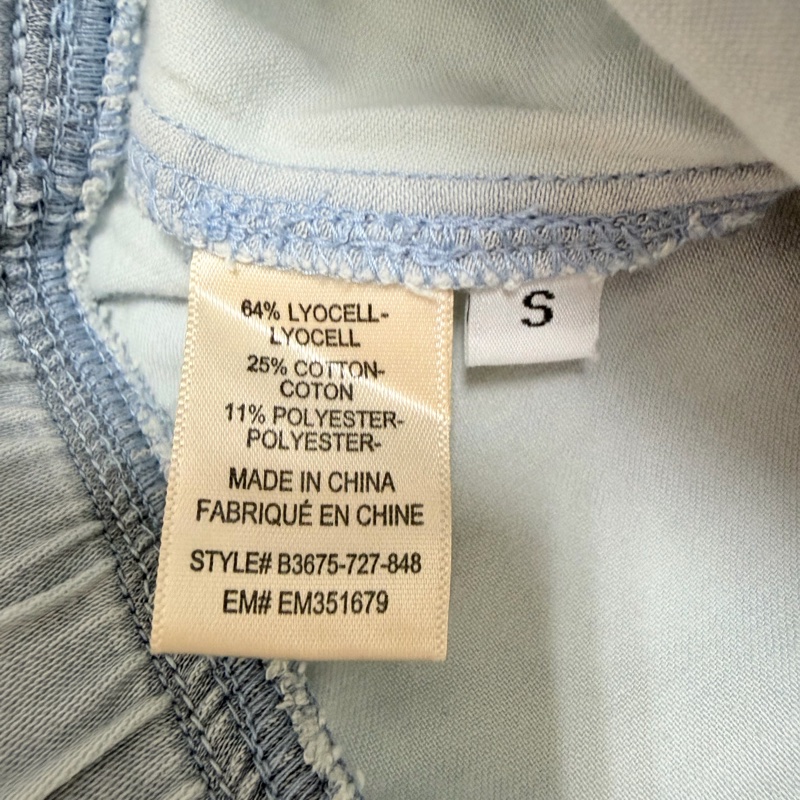 64% LYOCELL-
LYOCELL
25% COTTON-
COTON
11% POLYESTER-
POLYESTER-
MADE IN CHINA
FABRIQUÉ EN CHINE
STYLE# B3675-727-848
EM# EM351679
S